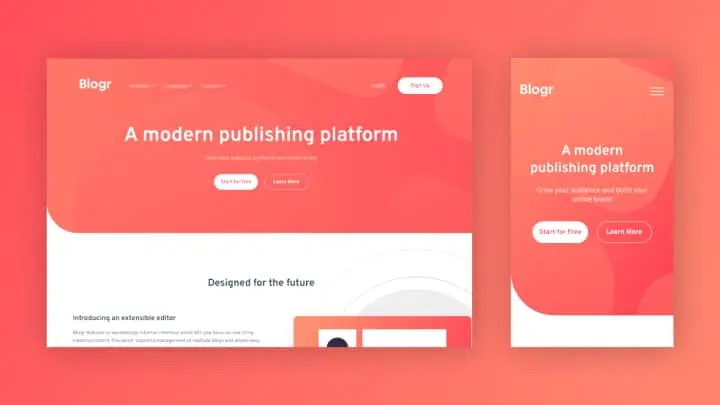 Blogr
Product
Company
Connect
Login
Sign Up
A modern publishing platform
Grow your audience and build your online brand
Start for Free
Learn More
Designed for the future
Introducing an extensible editor
Blogr
A modern
publishing platform
Grow your audience and build your
online brand
Start for Free
Learn More